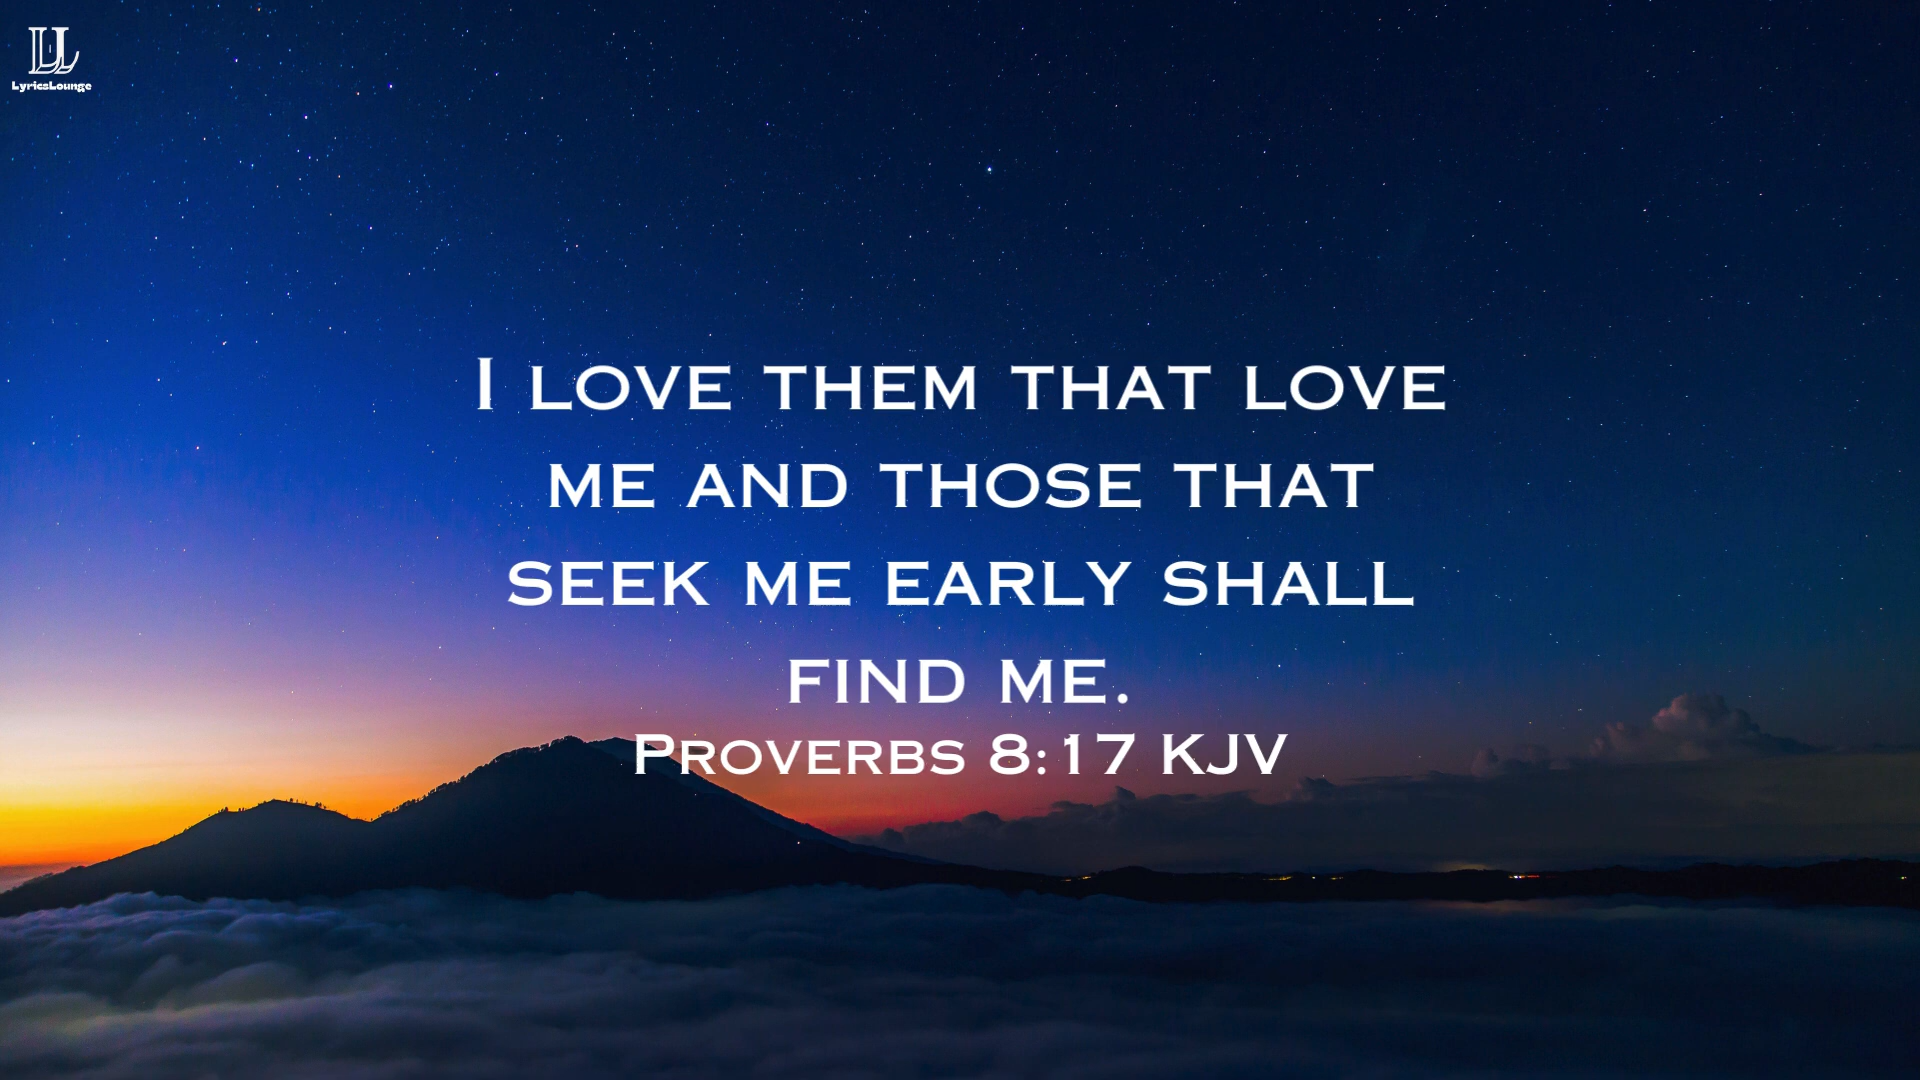 LL
LyricsLounge
I love them that love
me and those that
seek me early shall
find me.
Proverbs 8:17 KJV